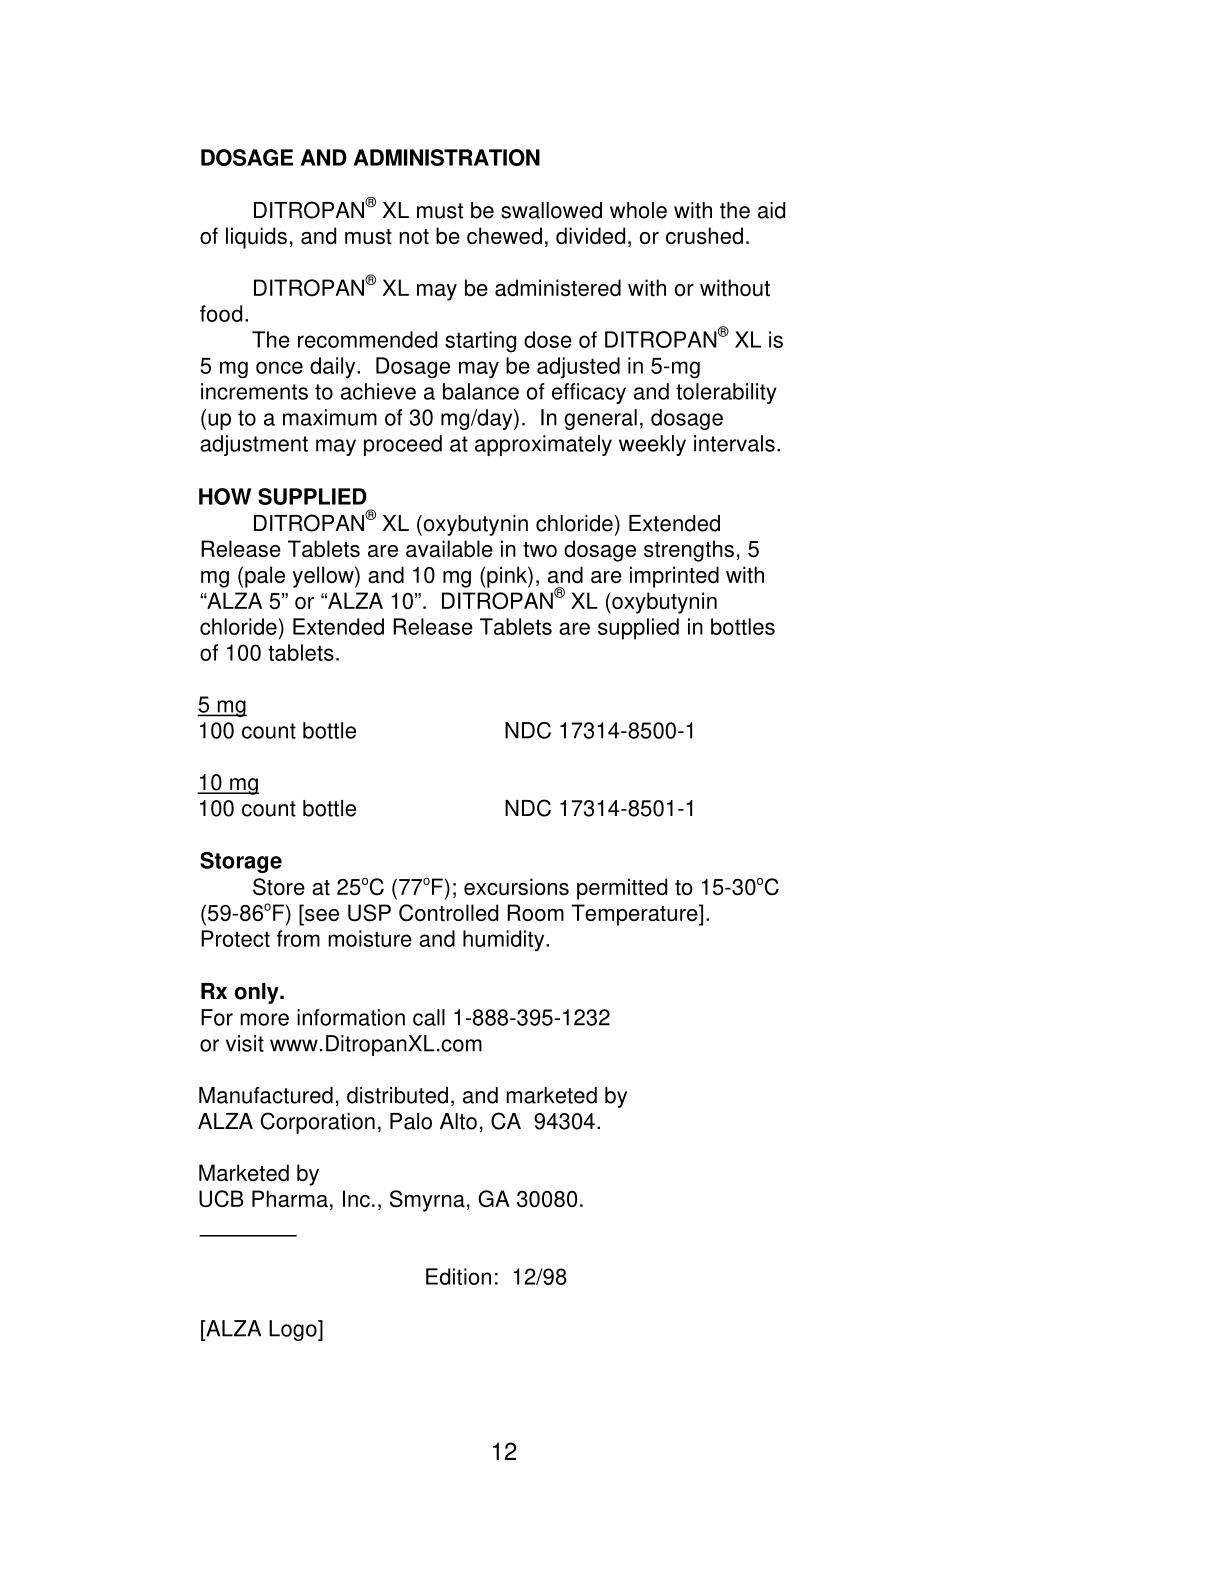 DOSAGE AND ADMINISTRATION
DITROPAN® XL must be swallowed whole with the aid
of liquids, and must not be chewed, divided, or crushed.
DITROPAN® XL may be administered with or without
food.
The recommended starting dose of DITROPAN® XL is
5 mg once daily.  Dosage may be adjusted in 5-mg
increments to achieve a balance of efficacy and tolerability
(up to a maximum of 30 mg/day).  In general, dosage
adjustment may proceed at approximately weekly intervals.
HOW SUPPLIED
DITROPAN® XL (oxybutynin chloride) Extended
Release Tablets are available in two dosage strengths, 5
mg (pale yellow) and 10 mg (pink), and are imprinted with
“ALZA 5” or “ALZA 10”.  DITROPAN® XL (oxybutynin
chloride) Extended Release Tablets are supplied in bottles
of 100 tablets.
5 mg
100 count bottle NDC 17314-8500-1
10 mg
100 count bottle NDC 17314-8501-1
Storage
Store at 25°C (77°F); excursions permitted to 15-30°C
(59-86°F) [see USP Controlled Room Temperature].
Protect from moisture and humidity.
Rx only.
For more information call 1-888-395-1232
or visit www.DitropanXL.com
Manufactured, distributed, and marketed by
ALZA Corporation, Palo Alto, CA  94304.
Marketed by
UCB Pharma, Inc., Smyrna, GA 30080.
Edition:  12/98
[ALZA Logo]
12